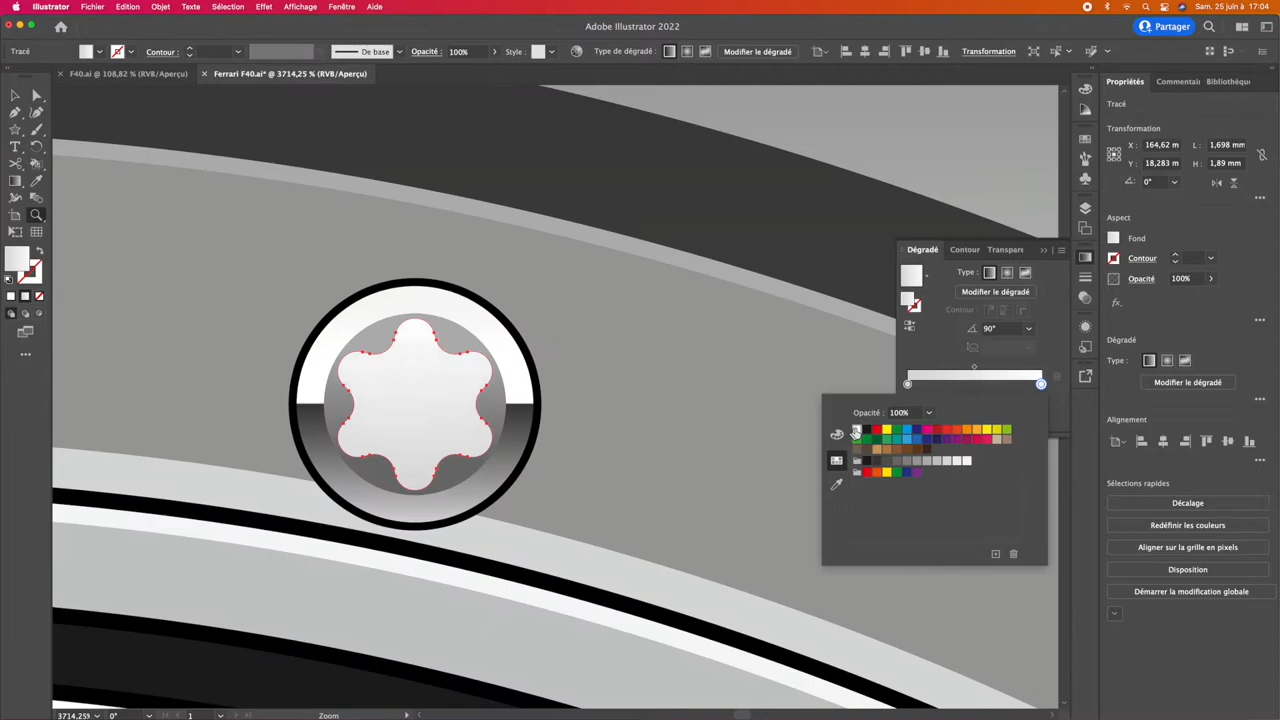 Illustrator Fichier Edition Objet Texte Sélection Effet Affichage Fenêtre Aide Sam. 25 juin à 17:04
Adobe Illustrator 2022 Partager
Tracé Contour : De base Opacité : 100% Style : Type de dégradé : Modifier le dégradé Transformation
F40.ai @ 108,82 % (RVB/Aperçu) Ferrari F40.ai* @ 3714,25 % (RVB/Aperçu)
Propriétés Commentai Bibliothèqu
Tracé
Transformation
X : 164,62 m L : 1,698 mm
Y : 18,283 m H : 1,89 mm
0°
Aspect
Fond
Contour
Opacité 100%
Dégradé
Type :
Modifier le dégradé
Alignement
Sélections rapides
Décalage
Redéfinir les couleurs
Aligner sur la grille en pixels
Disposition
Démarrer la modification globale
Dégradé Contour Transpare
Type :
Modifier le dégradé
Contour :
90°
Opacité : 100%
3714,25% 0° 1 Zoom